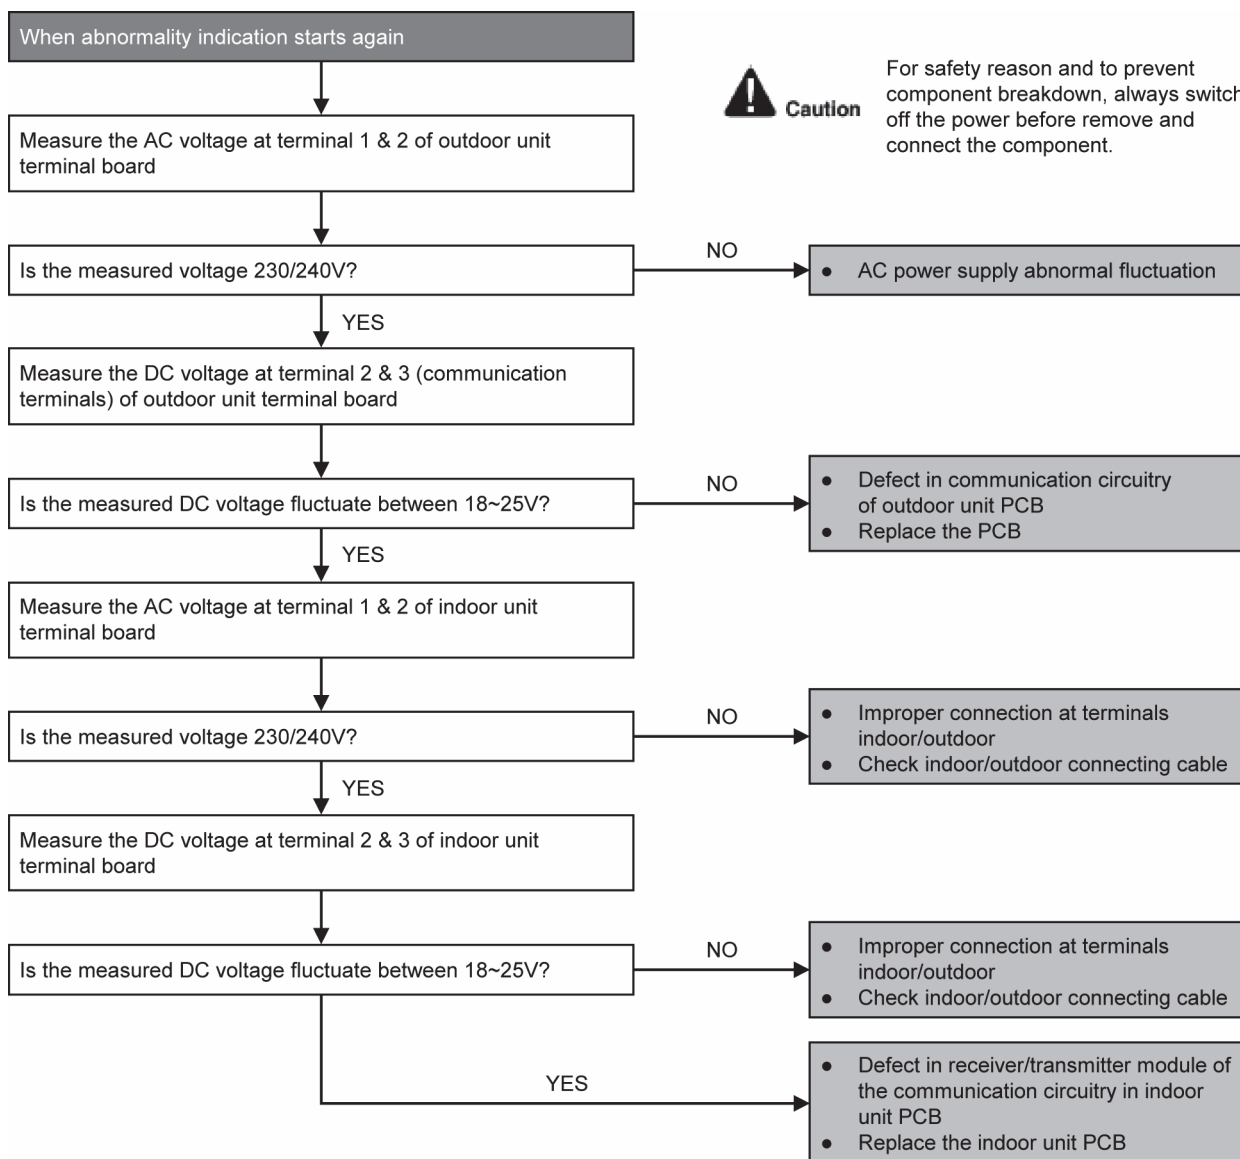 When abnormality indication starts again
Caution
For safety reason and to prevent
component breakdown, always switch
off the power before remove and
connect the component.
Measure the AC voltage at terminal 1 & 2 of outdoor unit
terminal board
Is the measured voltage 230/240V?
NO
● AC power supply abnormal fluctuation
YES
Measure the DC voltage at terminal 2 & 3 (communication
terminals) of outdoor unit terminal board
Is the measured DC voltage fluctuate between 18~25V?
NO
● Defect in communication circuitry
of outdoor unit PCB
● Replace the PCB
YES
Measure the AC voltage at terminal 1 & 2 of indoor unit
terminal board
Is the measured voltage 230/240V?
NO
● Improper connection at terminals
indoor/outdoor
● Check indoor/outdoor connecting cable
YES
Measure the DC voltage at terminal 2 & 3 of indoor unit
terminal board
Is the measured DC voltage fluctuate between 18~25V?
NO
● Improper connection at terminals
indoor/outdoor
● Check indoor/outdoor connecting cable
YES
● Defect in receiver/transmitter module of
the communication circuitry in indoor
unit PCB
● Replace the indoor unit PCB